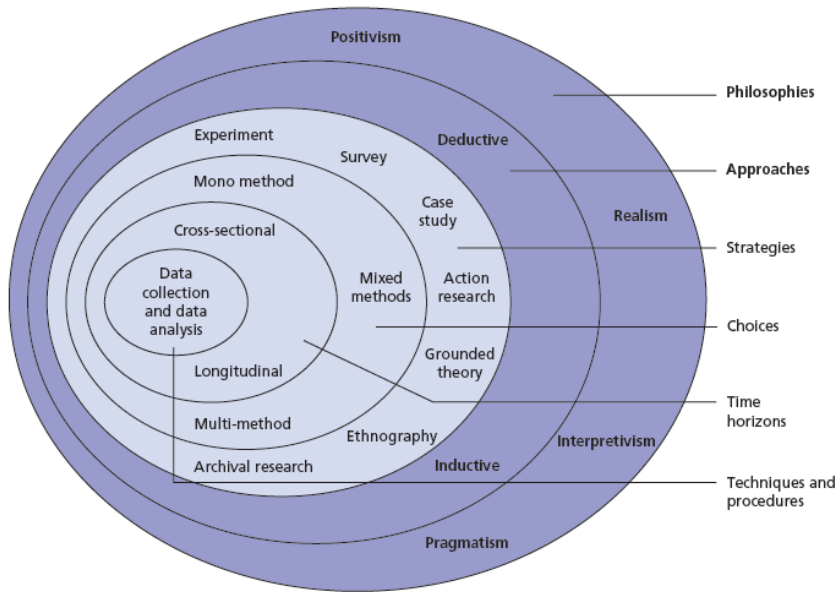 Positivism
Philosophies
Experiment
Deductive
Survey
Approaches
Mono method
Case
study
Realism
Cross-sectional
Strategies
Data
collection
and data
analysis
Mixed
methods
Action
research
Choices
Grounded
theory
Longitudinal
Time
horizons
Multi-method
Ethnography
Interpretivism
Archival research
Inductive
Techniques and
procedures
Pragmatism